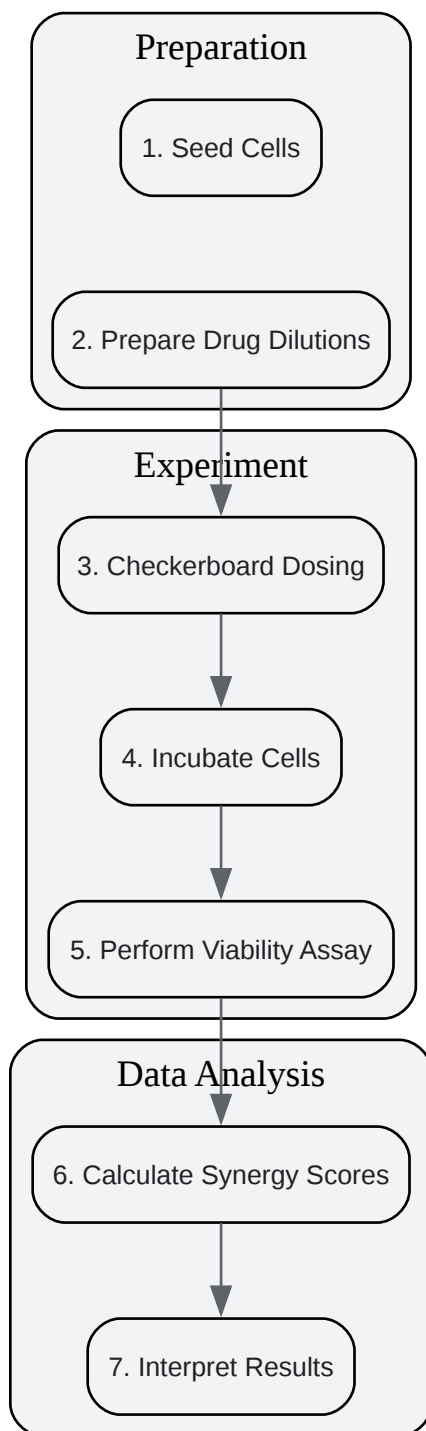 Preparation
1. Seed Cells
2. Prepare Drug Dilutions
Experiment
3. Checkerboard Dosing
4. Incubate Cells
5. Perform Viability Assay
Data Analysis
6. Calculate Synergy Scores
7. Interpret Results